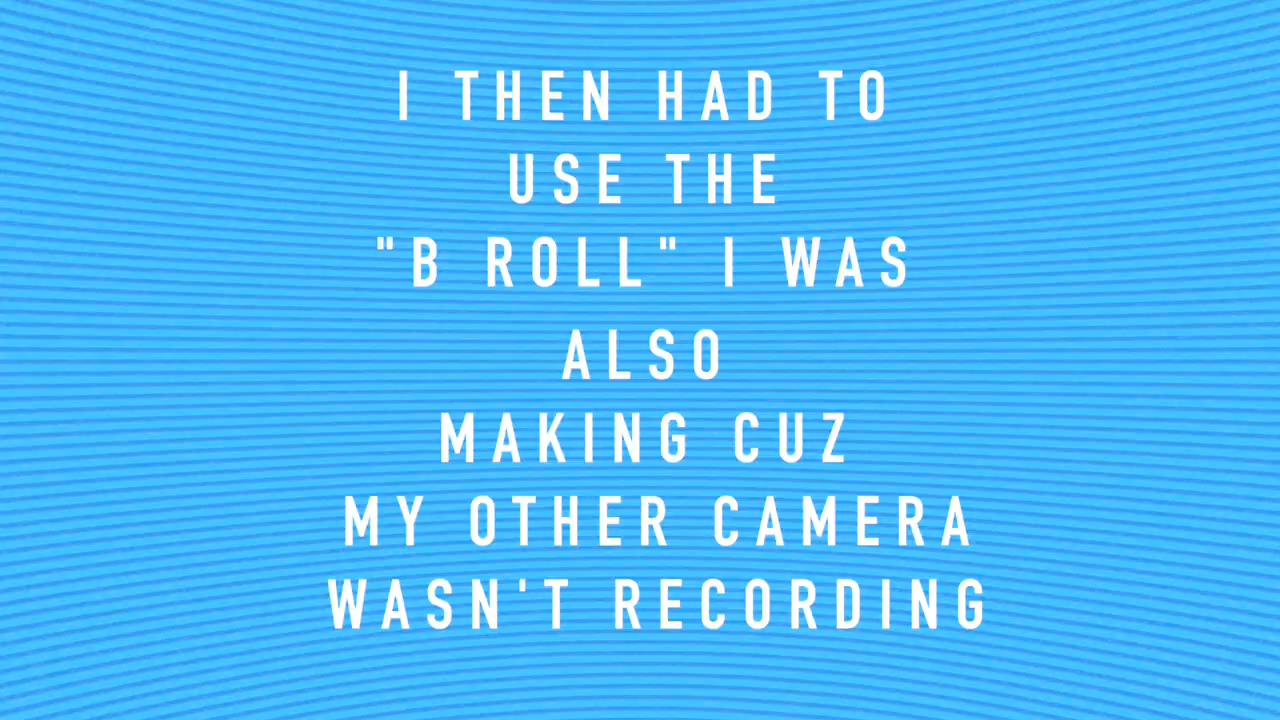 I THEN HAD TO
USE THE
"B ROLL" I WAS
ALSO
MAKING CUZ
MY OTHER CAMERA
WASN'T RECORDING